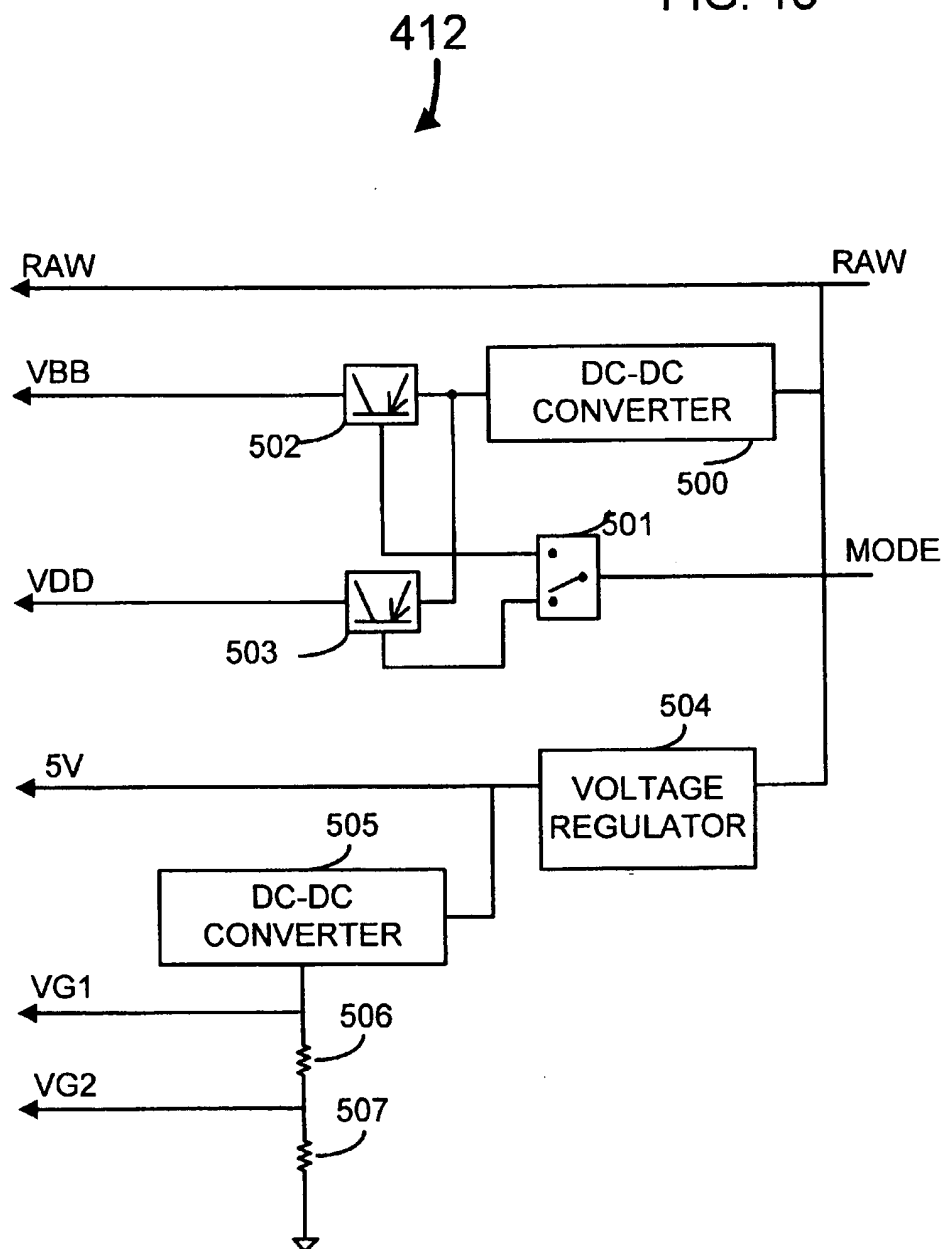 412
RAW
RAW
VBB
DC-DC
CONVERTER
502
500
501
MODE
VDD
503
504
5V
VOLTAGE
REGULATOR
505
DC-DC
CONVERTER
VG1
506
VG2
507